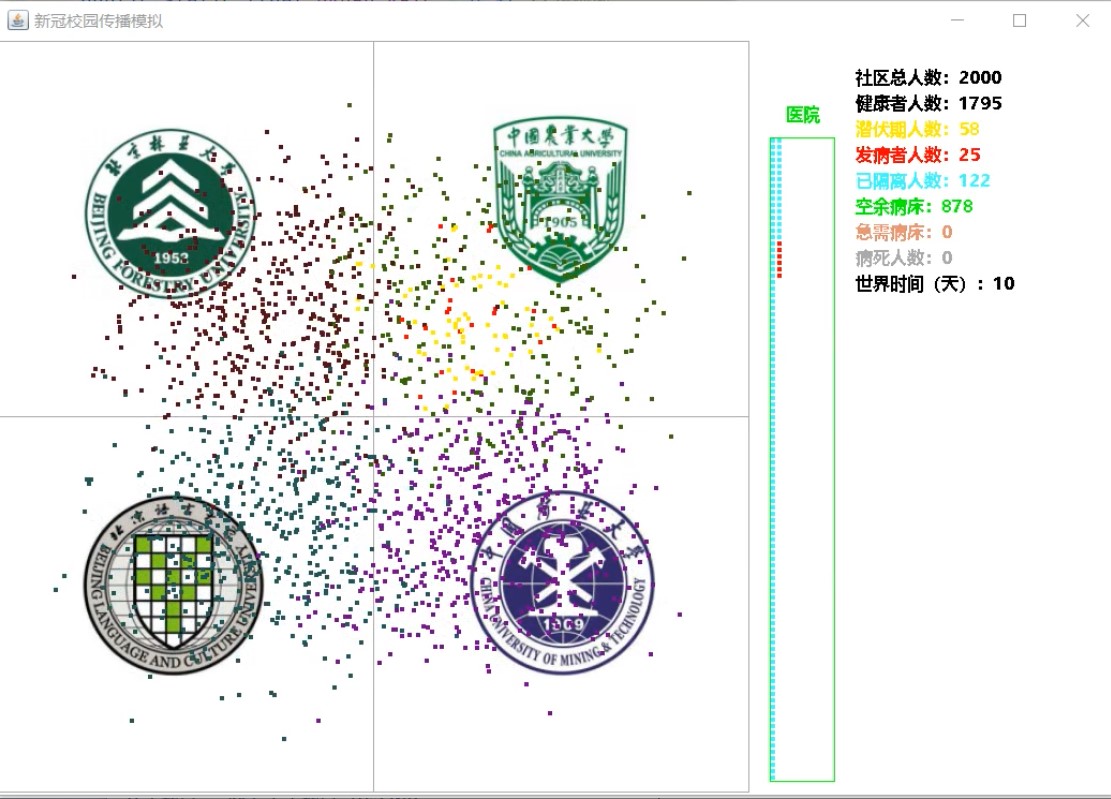 新冠校园传播模拟
医院
社区总人数：2000
健康者人数：1795
潜伏期人数：58
发病者人数：25
已隔离人数：122
空余病床：878
急需病床：0
病死人数：0
世界时间（天）：10
北京林业大学
BEIJING FORESTRY UNIVERSITY
1952
中国農業大学
CHINA AGRICULTURAL UNIVERSITY
1905
北京语言大学
BEIJING LANGUAGE AND CULTURE UNIVERSITY
中国矿业大学
CHINA UNIVERSITY OF MINING & TECHNOLOGY
1909